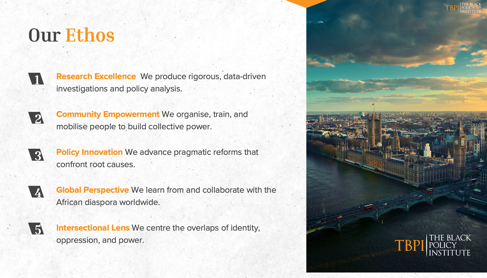 Our Ethos
1
Research Excellence We produce rigorous, data-driven
investigations and policy analysis.
2
Community Empowerment We organise, train, and
mobilise people to build collective power.
3
Policy Innovation We advance pragmatic reforms that
confront root causes.
4
Global Perspective We learn from and collaborate with the
African diaspora worldwide.
5
Intersectional Lens We centre the overlaps of identity,
oppression, and power.
TBPI
THE BLACK
POLICY
INSTITUTE
TBPI
THE BLACK
POLICY
INSTITUTE